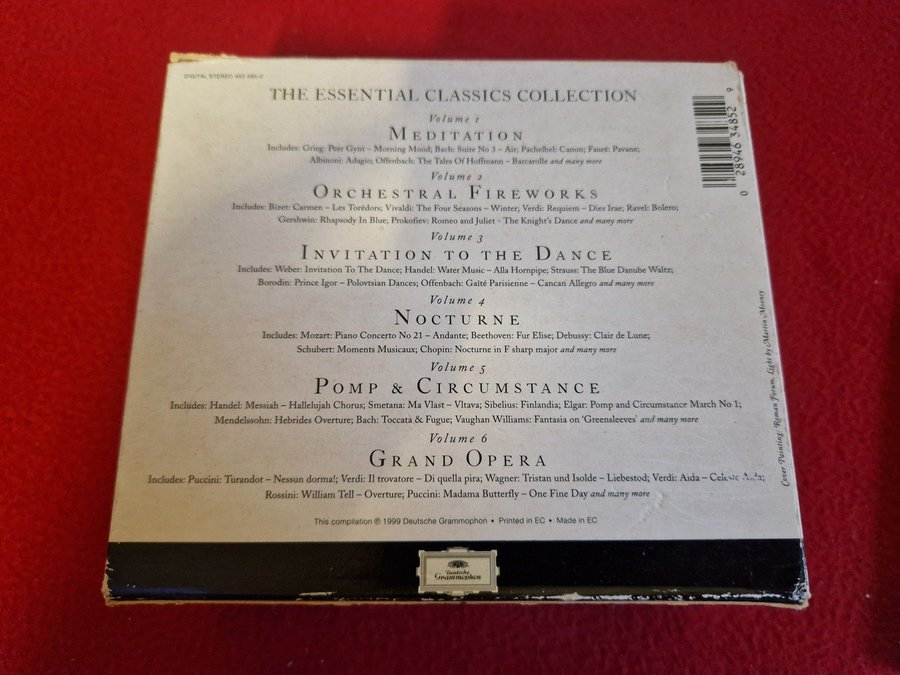 DIGITAL STEREO
THE ESSENTIAL CLASSICS COLLECTION
Volume 1
MEDITATION
Includes: Grieg: Peer Gynt – Morning Mood; Bach: Suite No 3 – Air; Pachelbel: Canon; Fauré: Pavane;
Albinoni: Adagio; Offenbach: The Tales Of Hoffmann – Barcarolle and many more
Volume 2
ORCHESTRAL FIREWORKS
Includes: Bizet: Carmen – Les Toredors; Vivaldi: The Four Seasons – Winter; Verdi: Requiem – Dies Irae; Ravel: Bolero;
Gershwin: Rhapsody In Blue; Prokofiev: Romeo and Juliet - The Knight's Dance and many more
Volume 3
INVITATION TO THE DANCE
Includes: Weber: Invitation To The Dance; Handel: Water Music – Alla Hornpipe; Strauss: The Blue Danube Waltz;
Borodin: Prince Igor – Polovtsian Dances; Offenbach: Gaîté Parisienne – Cancan Allegro and many more
Volume 4
NOCTURNE
Includes: Mozart: Piano Concerto No 21 – Andante; Beethoven: Fur Elise; Debussy: Clair de Lune;
Schubert: Moments Musicaux; Chopin: Nocturne in F sharp major and many more
Volume 5
POMP & CIRCUMSTANCE
Includes: Handel: Messiah – Hallelujah Chorus; Smetana: Ma Vlast – Vltava; Sibelius: Finlandia; Elgar: Pomp and Circumstance March No 1;
Mendelssohn: Hebrides Overture; Bach: Toccata & Fugue; Vaughan Williams: Fantasia on 'Greensleeves' and many more
Volume 6
GRAND OPERA
Includes: Puccini: Turandot – Nessun dorma!; Verdi: Il trovatore – Di quella pira; Wagner: Tristan und Isolde – Liebestod; Verdi: Aida – Celeste Aida;
Rossini: William Tell – Overture; Puccini: Madama Butterfly – One Fine Day and many more
This compilation ℗ 1999 Deutsche Grammophon • Printed in EC • Made in EC
Deutsche
Grammophon
0 28946 34852 9
Cover Painting: Roman Forum, Light by Martin Mooney